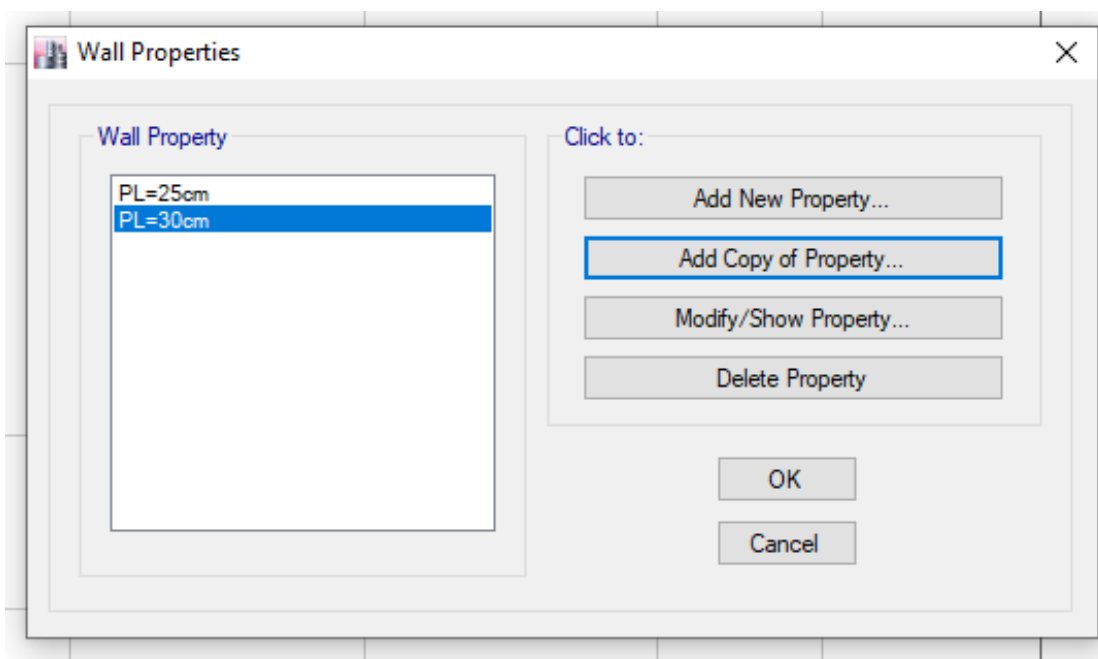 Wall Properties
Wall Property
PL=25cm
PL=30cm
Click to:
Add New Property...
Add Copy of Property...
Modify/Show Property...
Delete Property
OK
Cancel